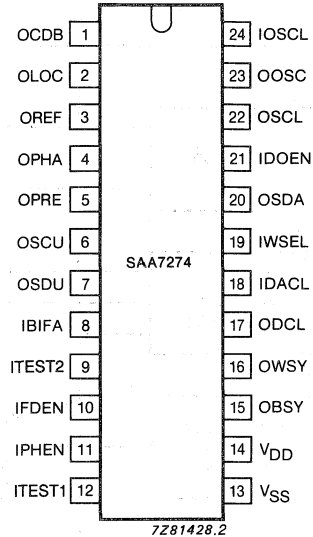 OCDB 1 24 IOSCL
OLOC 2 23 OOSC
OREF 3 22 OSCL
OPHA 4 21 IDOEN
OPRE 5 20 OSDA
OSCU 6 19 IWSEL
SAA7274
OSDU 7 18 IDACL
IBIFA 8 17 ODCL
ITEST2 9 16 OWSY
IFDEN 10 15 OBSY
IPHEN 11 14 VDD
ITEST1 12 13 VSS
7Z81428.2